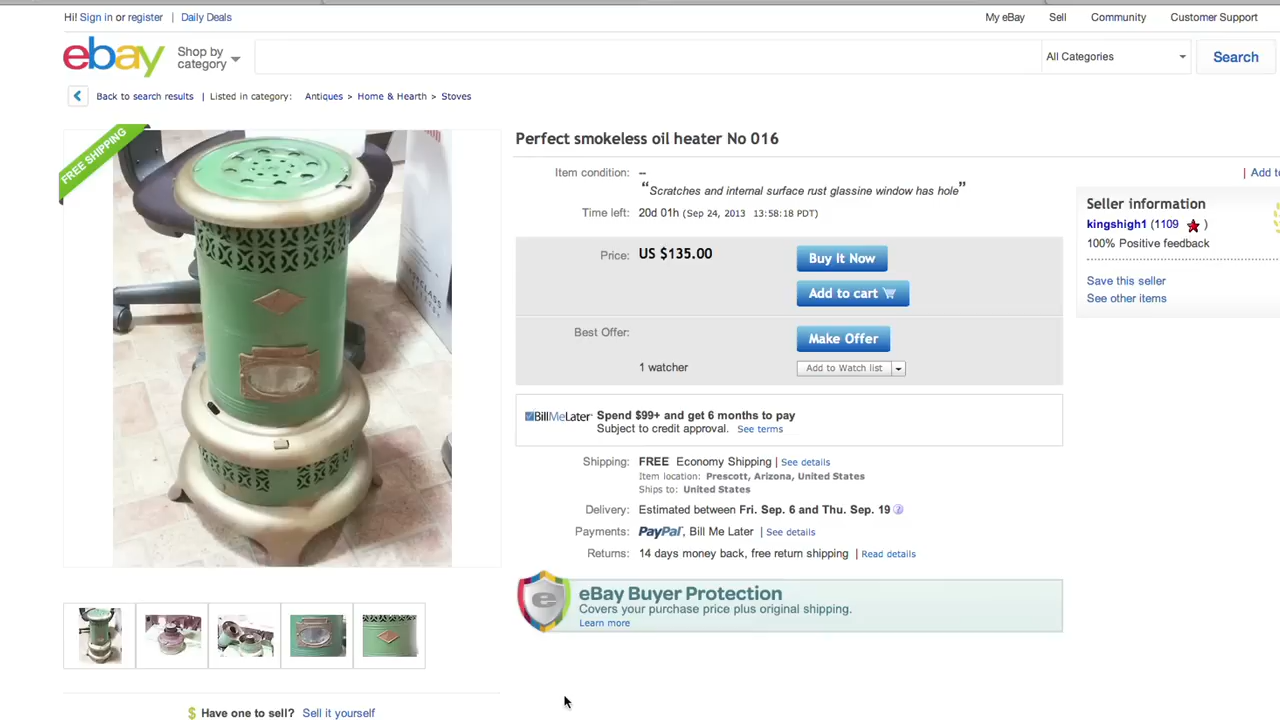 Hi! Sign in or register | Daily Deals
My eBay Sell Community Customer Support
ebay
Shop by
category
All Categories
Search
Back to search results | Listed in category: Antiques > Home & Hearth > Stoves
FREE SHIPPING
Perfect smokeless oil heater No 016
Item condition: --
“Scratches and internal surface rust glassine window has hole”
Time left: 20d 01h (Sep 24, 2013 13:58:18 PDT)
Price: US $135.00
Buy It Now
Add to cart
Best Offer:
Make Offer
1 watcher
Add to Watch list
BillMeLater
Spend $99+ and get 6 months to pay
Subject to credit approval. See terms
Shipping: FREE Economy Shipping | See details
Item location: Prescott, Arizona, United States
Ships to: United States
Delivery: Estimated between Fri. Sep. 6 and Thu. Sep. 19
Payments: PayPal, Bill Me Later | See details
Returns: 14 days money back, free return shipping | Read details
e
eBay Buyer Protection
Covers your purchase price plus original shipping.
Learn more
| Add to
Seller information
kingshigh1 (1109 )
100% Positive feedback
Save this seller
See other items
$ Have one to sell? Sell it yourself